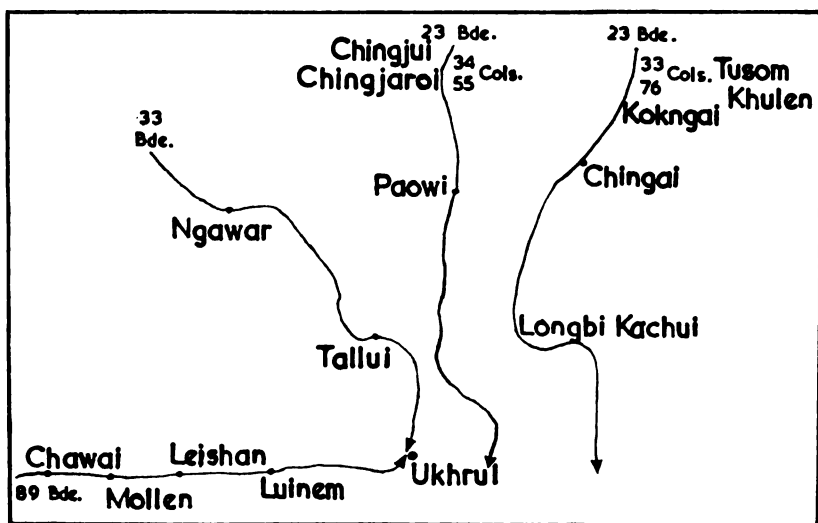 23 Bde.
Chingjui
Chingjaroi
34
55 Cols.
23 Bde.
33
76 Cols.
Tusom
Khulen
Kokngai
33
Bde.
Chingai
Paowi
Ngawar
Longbi Kachui
Tallui
Chawai
Leishan
Ukhrul
89 Bde.
Mollen
Luinem